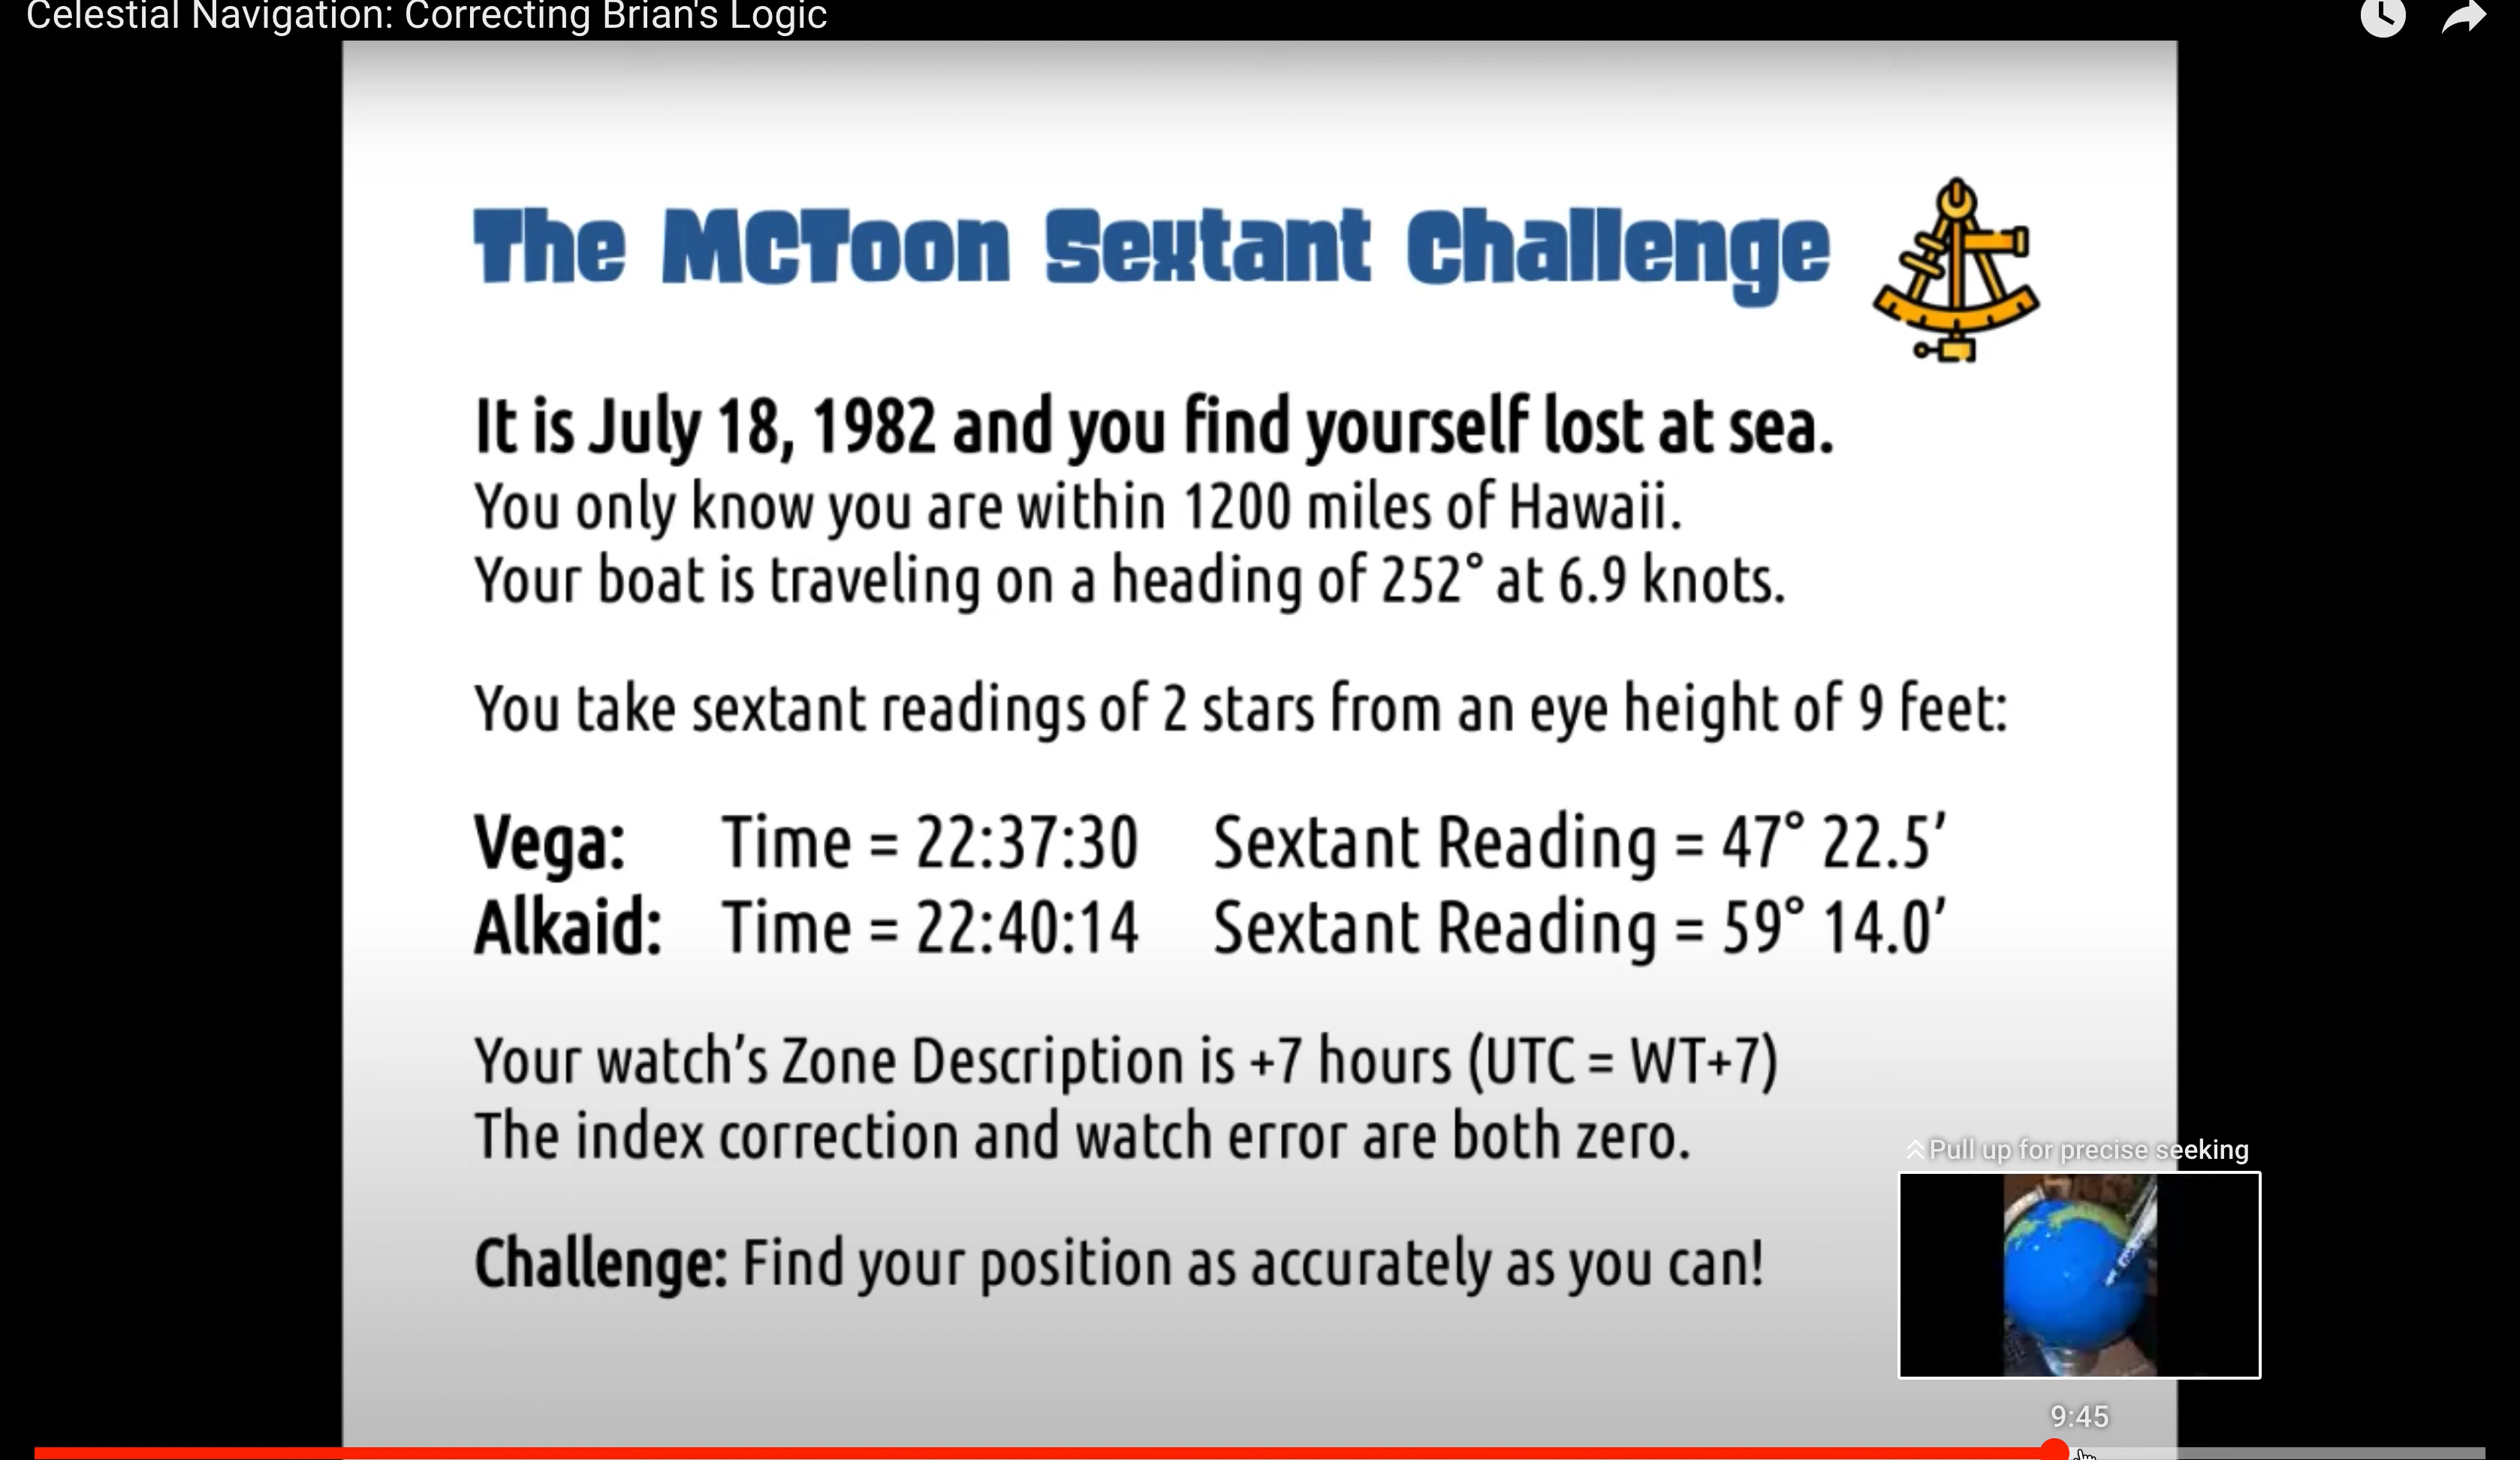 Celestial Navigation: Correcting Brian's Logic
The MCToon Sextant Challenge
It is July 18, 1982 and you find yourself lost at sea.
You only know you are within 1200 miles of Hawaii.
Your boat is traveling on a heading of 252° at 6.9 knots.
You take sextant readings of 2 stars from an eye height of 9 feet:
Vega: Time = 22:37:30 Sextant Reading = 47° 22.5’
Alkaid: Time = 22:40:14 Sextant Reading = 59° 14.0’
Your watch’s Zone Description is +7 hours (UTC = WT+7)
The index correction and watch error are both zero.
Pull up for precise seeking
Challenge: Find your position as accurately as you can!
9:45